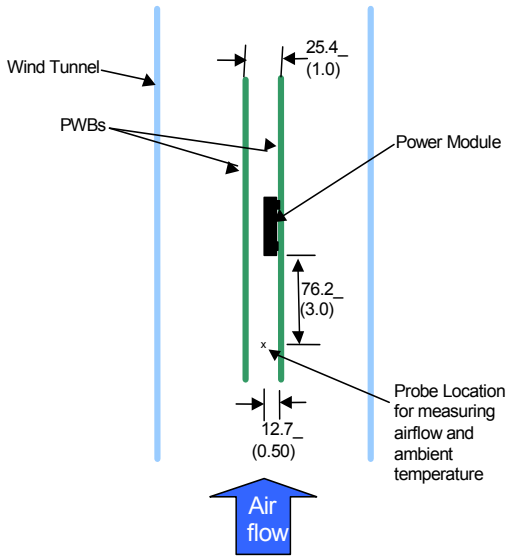 25.4_
(1.0)
Wind Tunnel
PWBs
Power Module
76.2_
(3.0)
x
Probe Location
for measuring
airflow and
ambient
temperature
12.7_
(0.50)
Air
flow